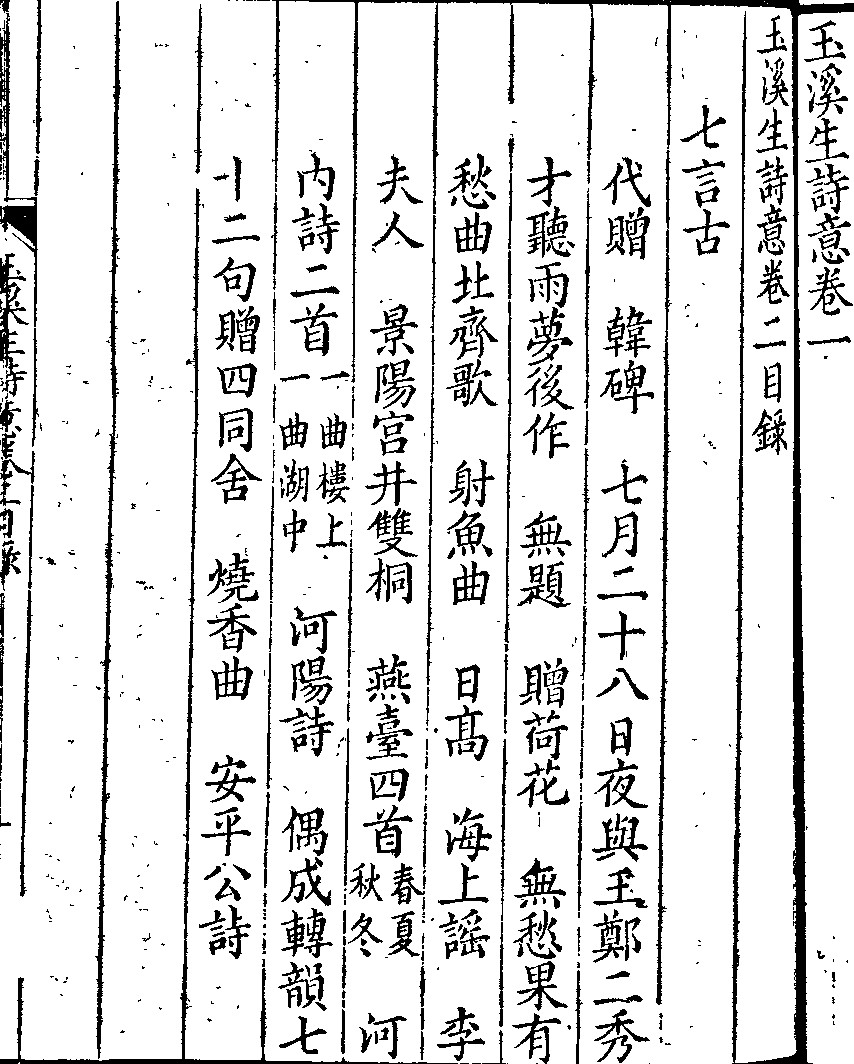 玉溪生詩意卷一
玉溪生詩意卷二目錄
七言古
代贈　韓碑　七月二十八日夜與王鄭二秀
才聽雨夢後作　無題　贈荷花　無愁果有
愁曲北齊歌　射魚曲　日高　海上謠　李
夫人　景陽宮井雙桐　燕臺四首春夏秋冬　河
內詩二首一曲樓上一曲湖中　河陽詩　偶成轉韻七
十二句贈四同舍　燒香曲　安平公詩